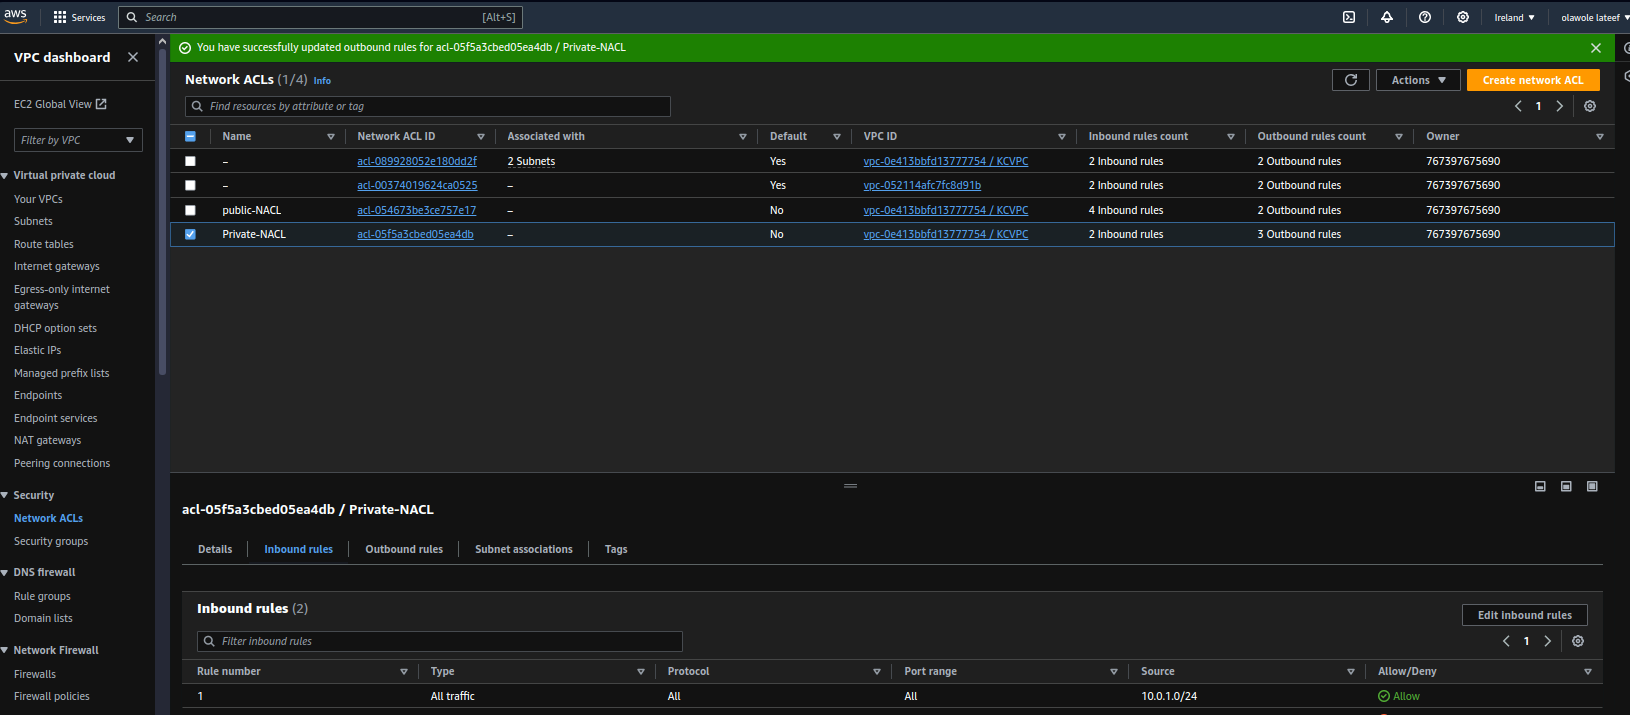 aws Services Search [Alt+S] Ireland olawole lateef
VPC dashboard
EC2 Global View
Filter by VPC
Virtual private cloud
Your VPCs
Subnets
Route tables
Internet gateways
Egress-only internet
gateways
DHCP option sets
Elastic IPs
Managed prefix lists
Endpoints
Endpoint services
NAT gateways
Peering connections
Security
Network ACLs
Security groups
DNS firewall
Rule groups
Domain lists
Network Firewall
Firewalls
Firewall policies
You have successfully updated outbound rules for acl-05f5a3cbed05ea4db / Private-NACL
Network ACLs (1/4) Info
Actions Create network ACL
Find resources by attribute or tag 1
Name Network ACL ID Associated with Default VPC ID Inbound rules count Outbound rules count Owner
– acl-089928052e180dd2f 2 Subnets Yes vpc-0e413bbfd13777754 / KCVPC 2 Inbound rules 2 Outbound rules 767397675690
– acl-00374019624ca0525 – Yes vpc-052114afc7fc8d91b 2 Inbound rules 2 Outbound rules 767397675690
public-NACL acl-054673be3ce757e17 – No vpc-0e413bbfd13777754 / KCVPC 4 Inbound rules 2 Outbound rules 767397675690
Private-NACL acl-05f5a3cbed05ea4db – No vpc-0e413bbfd13777754 / KCVPC 2 Inbound rules 3 Outbound rules 767397675690
acl-05f5a3cbed05ea4db / Private-NACL
Details Inbound rules Outbound rules Subnet associations Tags
Inbound rules (2)
Edit inbound rules
Filter inbound rules 1
Rule number Type Protocol Port range Source Allow/Deny
1 All traffic All All 10.0.1.0/24 Allow